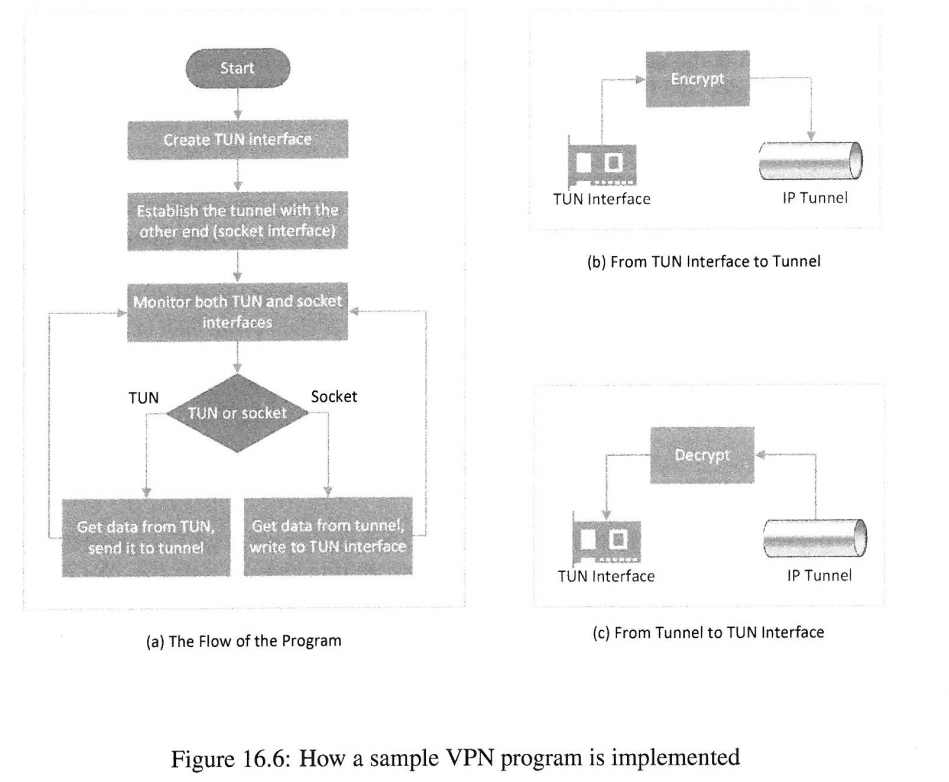 Start
Create TUN interface
Establish the tunnel with the
other end (socket interface)
Monitor both TUN and socket
interfaces
TUN
Socket
TUN or socket
Get data from TUN,
send it to tunnel
Get data from tunnel,
write to TUN interface
(a) The Flow of the Program
Encrypt
TUN Interface
IP Tunnel
(b) From TUN Interface to Tunnel
Decrypt
TUN Interface
IP Tunnel
(c) From Tunnel to TUN Interface
Figure 16.6: How a sample VPN program is implemented